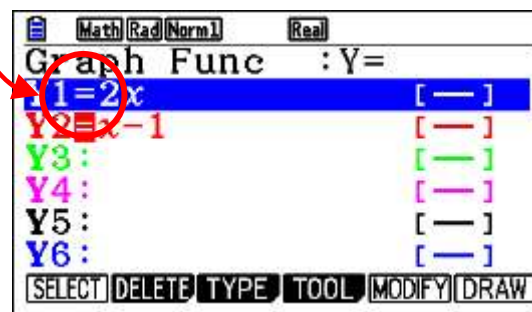 Math Rad Norm1 Real
Graph Func :Y=
Y1=2x [—]
Y2=x-1 [—]
Y3: [—]
Y4: [—]
Y5: [—]
Y6: [—]
SELECT DELETE TYPE TOOL MODIFY DRAW